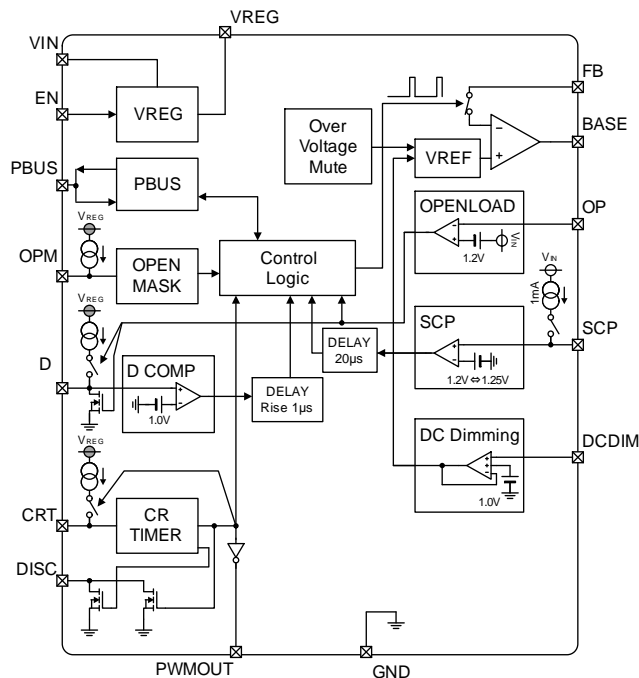 VREG
VIN
EN
VREG
FB
BASE
Over
Voltage
Mute
VREF
PBUS
PBUS
OPENLOAD
OP
VREG
VIN
1.2V
VIN
OPM
OPEN
MASK
Control
Logic
1mA
VREG
SCP
SCP
DELAY
20µs
D
D COMP
1.0V
DELAY
Rise 1µs
1.2V⇔1.25V
VREG
DC Dimming
DCDIM
1.0V
CRT
CR
TIMER
DISC
PWMOUT
GND